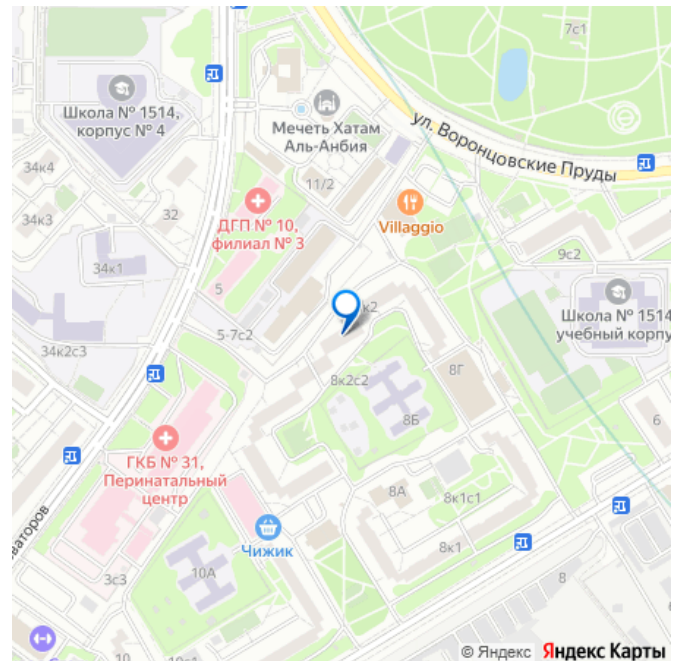 7с1
Школа № 1514,
корпус № 4
Мечеть Хатам
Аль-Анбия
ул. Воронцовские Пруды
34к4
11/2
34к3
32
ДГП № 10,
филиал № 3
Villaggio
9с2
34к1
5
к2
Школа № 1514
учебный корпу
5-7с2
34к2с3
8к2с2
8Г
8Б
6
ГКБ № 31,
Перинатальный
центр
8А
8к1с1
Чижик
8к1
ваторов
3с3
10А
8
10
© Яндекс Яндекс Карты